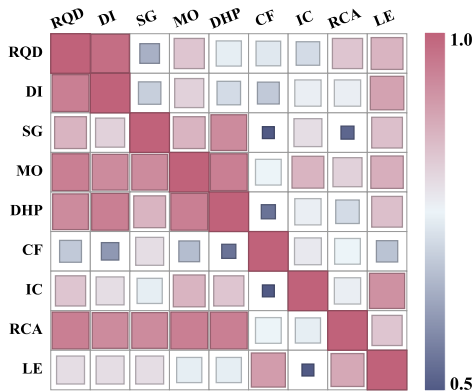 RQD DI SG MO DHP CF IC RCA LE
1.0
RQD
DI
SG
MO
DHP
CF
IC
RCA
LE
0.5